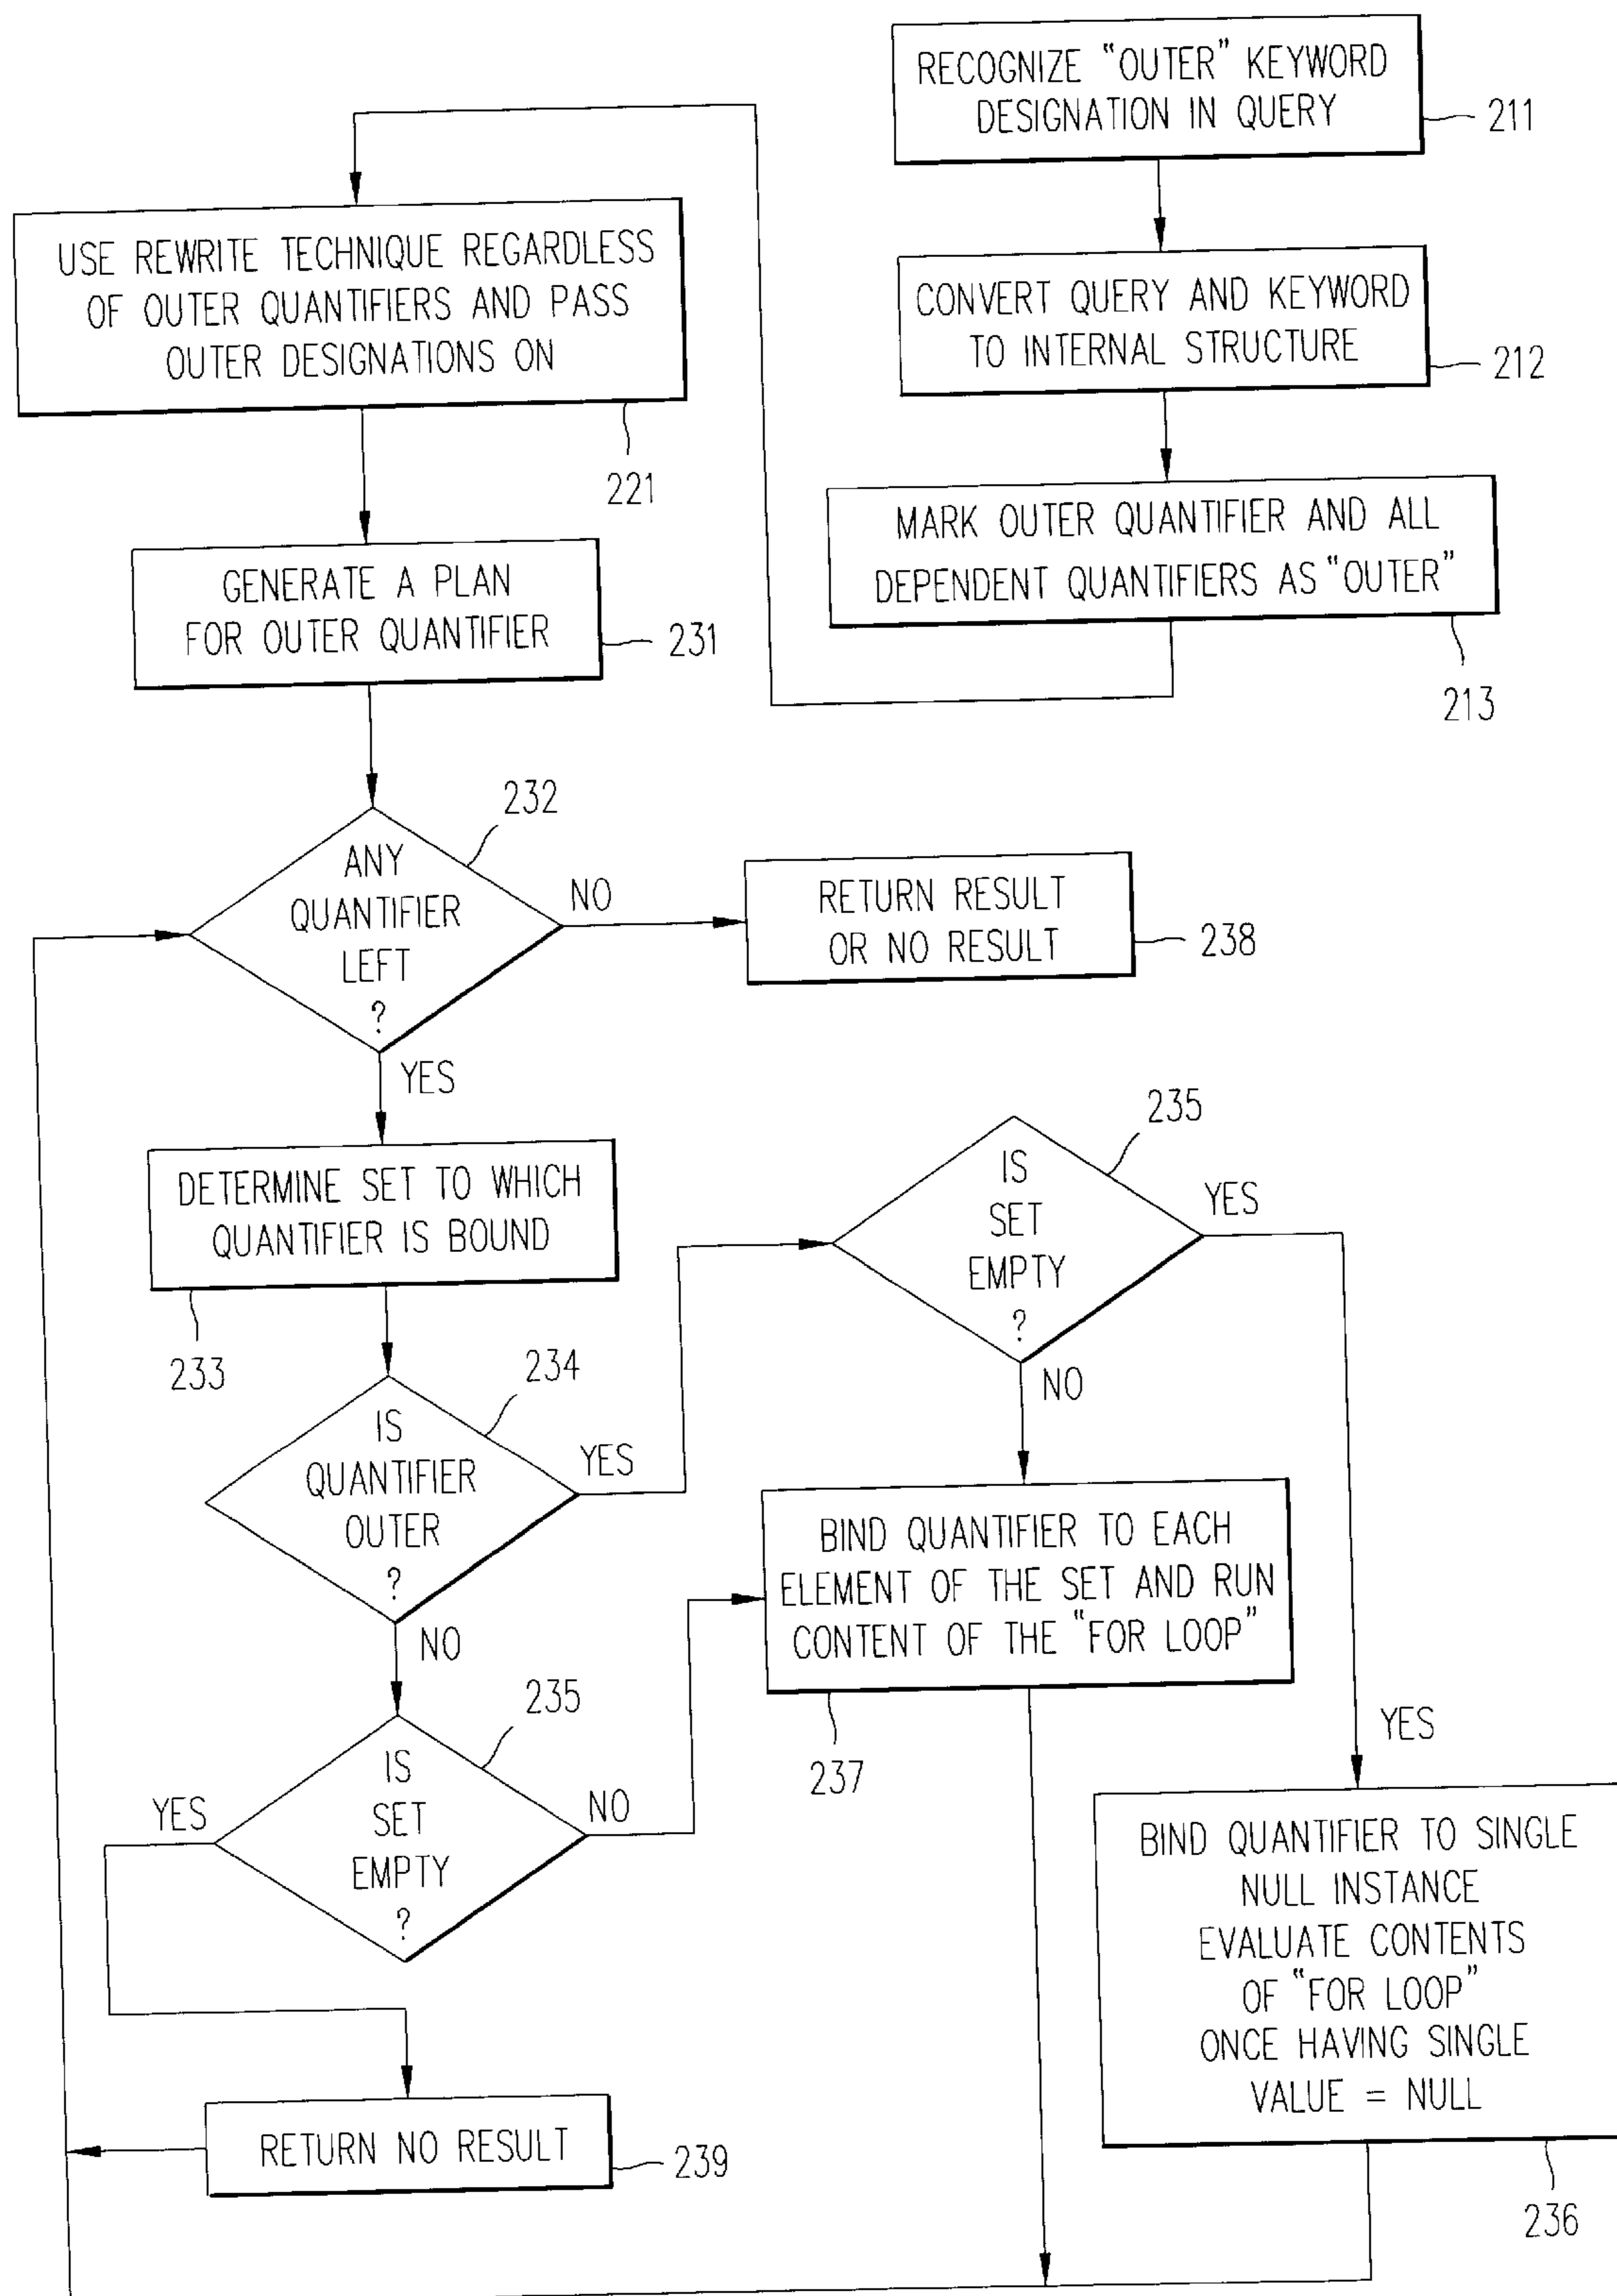 RECOGNIZE "OUTER" KEYWORD
DESIGNATION IN QUERY
211
CONVERT QUERY AND KEYWORD
TO INTERNAL STRUCTURE
212
MARK OUTER QUANTIFIER AND ALL
DEPENDENT QUANTIFIERS AS "OUTER"
213
USE REWRITE TECHNIQUE REGARDLESS
OF OUTER QUANTIFIERS AND PASS
OUTER DESIGNATIONS ON
221
GENERATE A PLAN
FOR OUTER QUANTIFIER
231
232
ANY
QUANTIFIER
LEFT
?
NO
RETURN RESULT
OR NO RESULT
238
YES
DETERMINE SET TO WHICH
QUANTIFIER IS BOUND
233
234
IS
QUANTIFIER
OUTER
?
YES
NO
235
IS
SET
EMPTY
?
YES
NO
235
IS
SET
EMPTY
?
YES
NO
BIND QUANTIFIER TO EACH
ELEMENT OF THE SET AND RUN
CONTENT OF THE "FOR LOOP"
237
YES
BIND QUANTIFIER TO SINGLE
NULL INSTANCE
EVALUATE CONTENTS
OF "FOR LOOP"
ONCE HAVING SINGLE
VALUE = NULL
236
RETURN NO RESULT
239